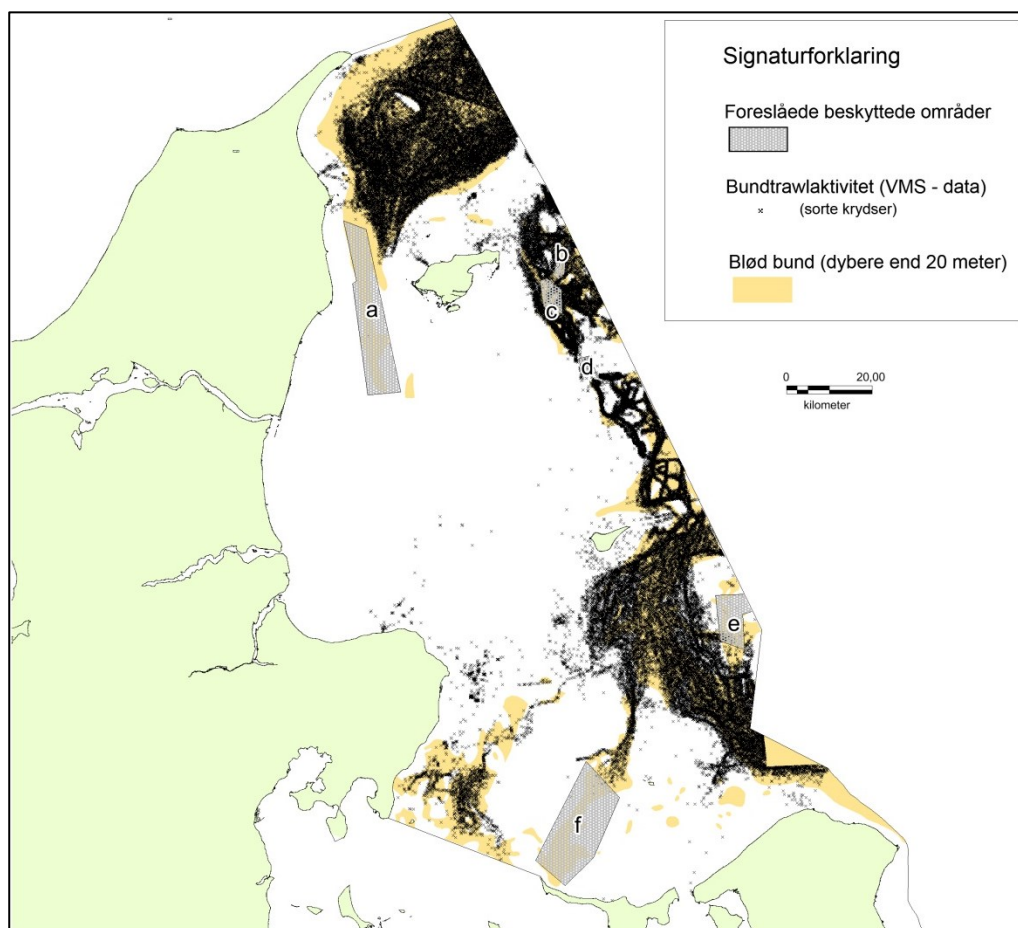 Signaturforklaring
Foreslåede beskyttede områder
Bundtrawlaktivitet (VMS - data)
(sorte krydser)
Blød bund (dybere end 20 meter)
0 20,00
kilometer
a
b
c
d
e
f